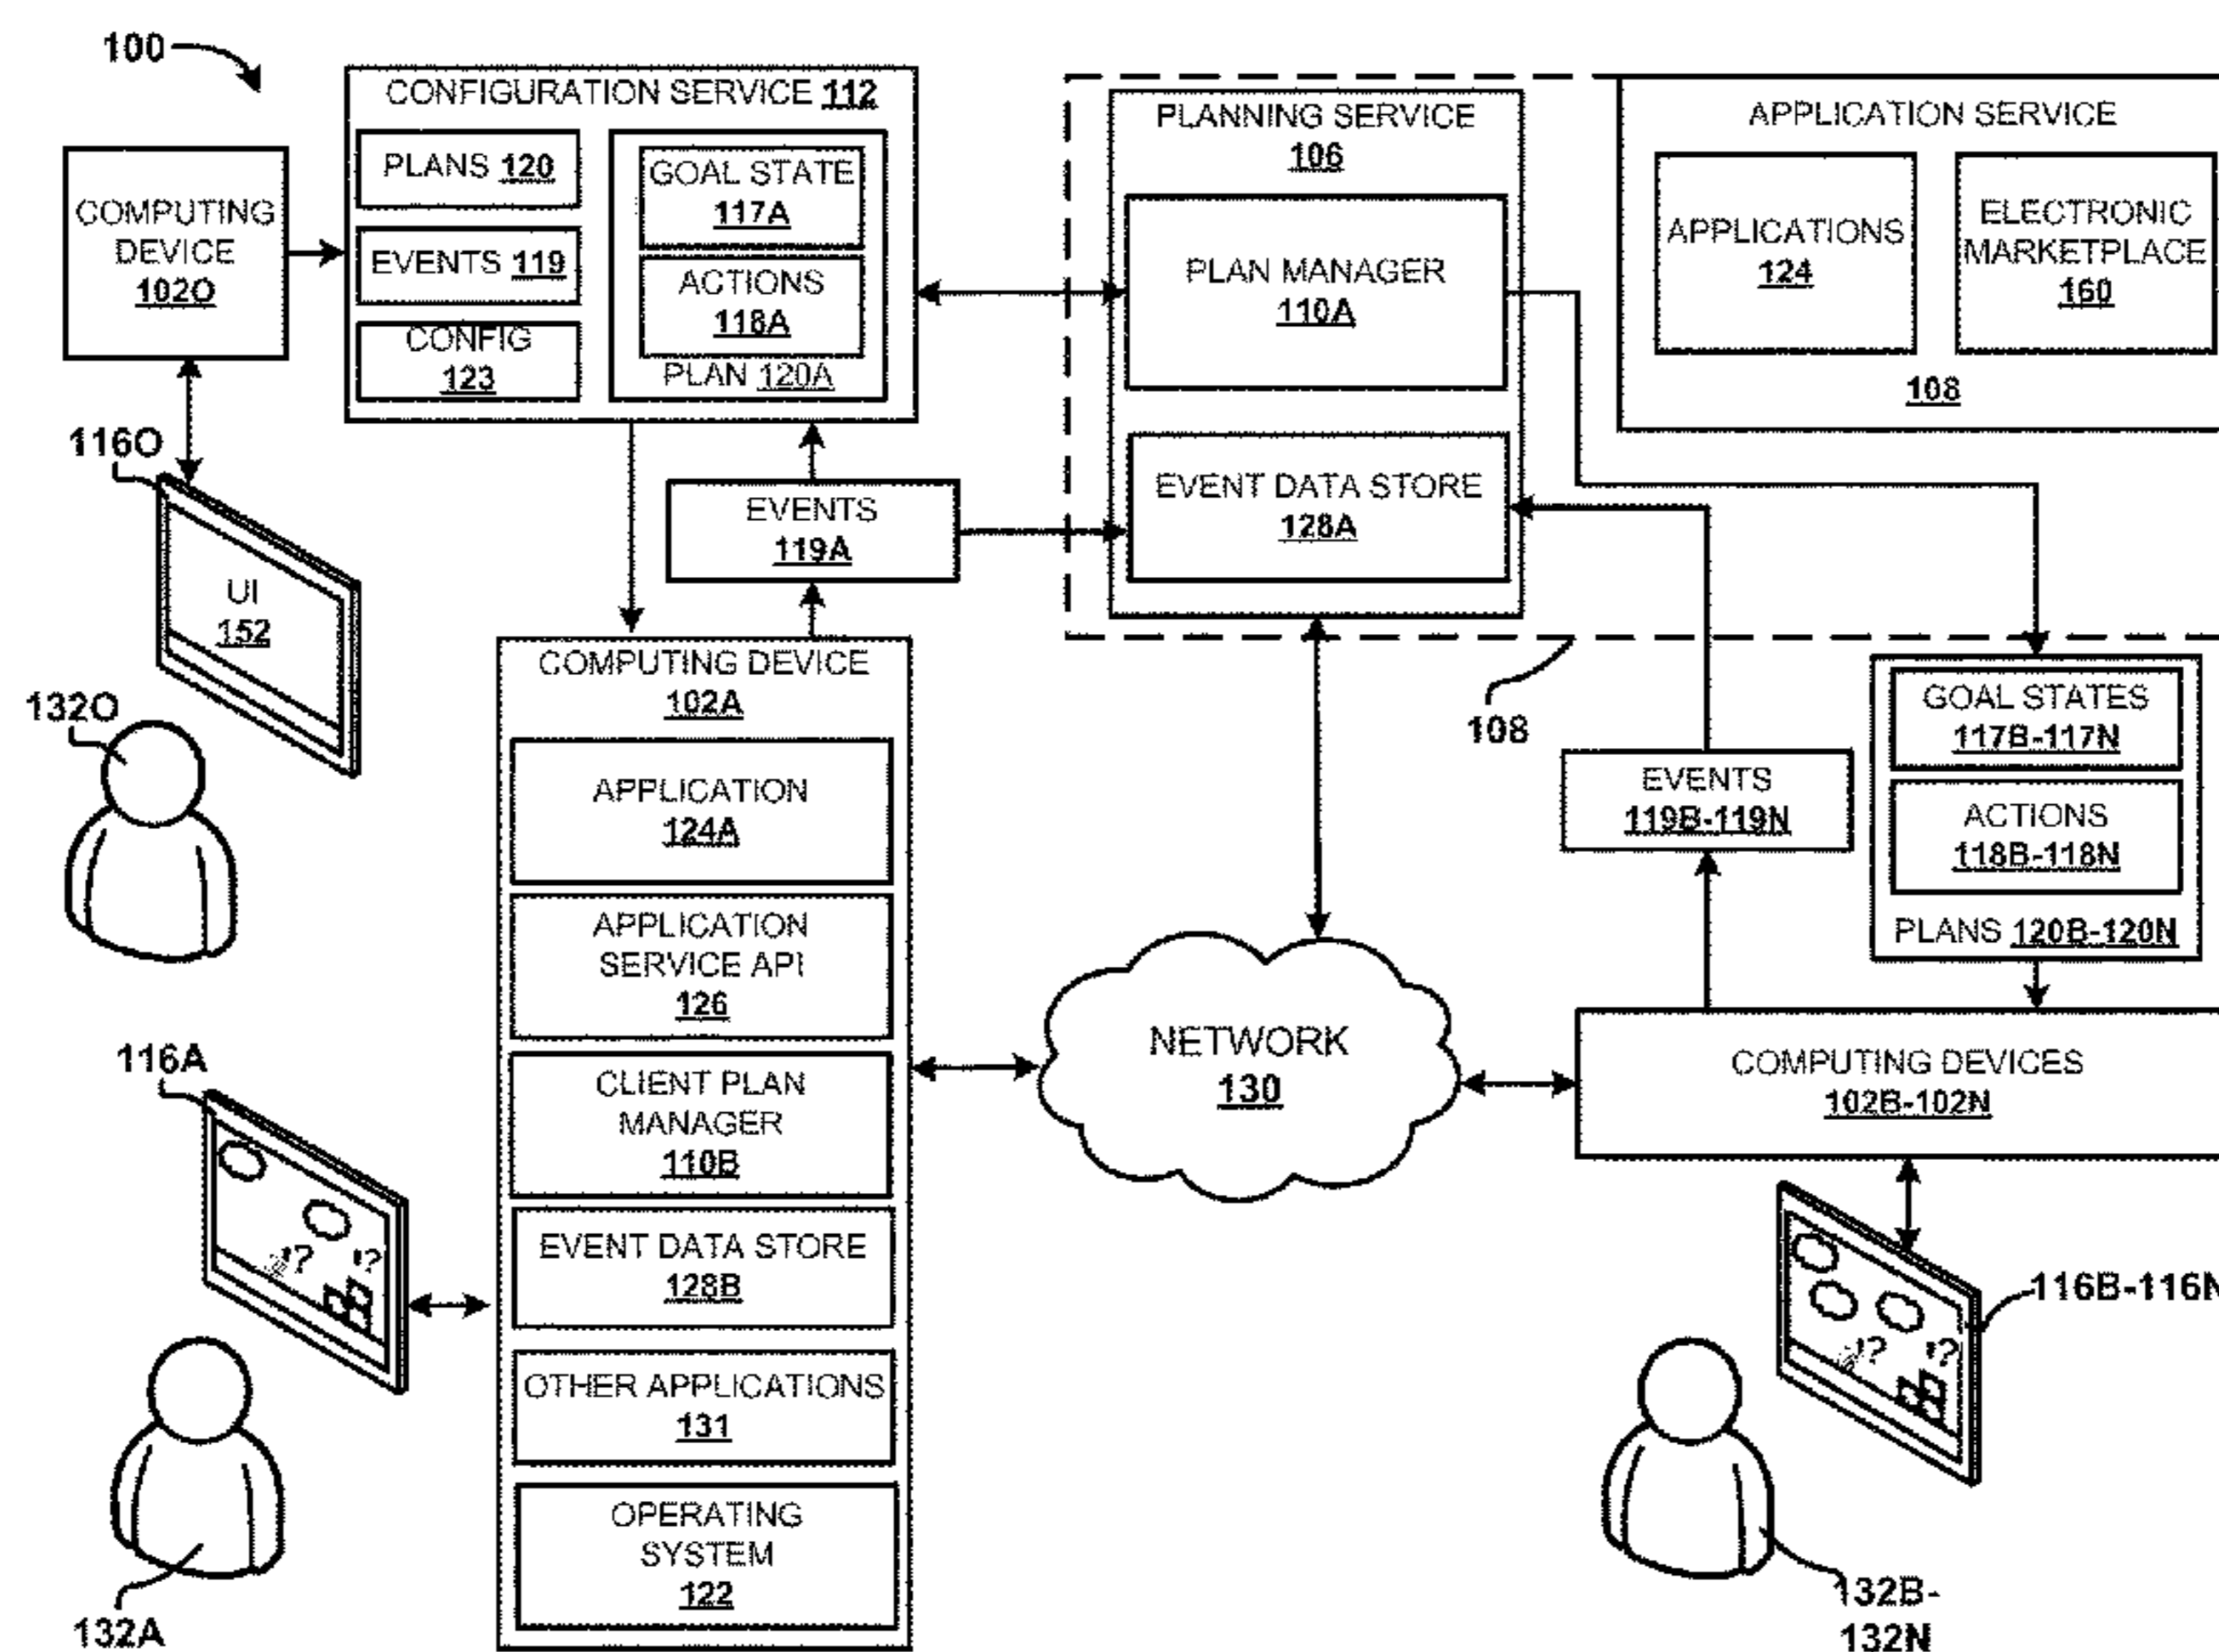 100
CONFIGURATION SERVICE 112
PLANS 120
EVENTS 119
CONFIG
123
GOAL STATE
117A
ACTIONS
118A
PLAN 120A
COMPUTING
DEVICE
102O
PLANNING SERVICE
106
PLAN MANAGER
110A
EVENT DATA STORE
128A
APPLICATION SERVICE
APPLICATIONS
124
ELECTRONIC
MARKETPLACE
160
108
116O
UI
152
132O
EVENTS
119A
COMPUTING DEVICE
102A
APPLICATION
124A
APPLICATION
SERVICE API
126
CLIENT PLAN
MANAGER
110B
EVENT DATA STORE
128B
OTHER APPLICATIONS
131
OPERATING
SYSTEM
122
108
GOAL STATES
117B-117N
ACTIONS
118B-118N
PLANS 120B-120N
EVENTS
119B-119N
NETWORK
130
COMPUTING DEVICES
102B-102N
116A
!?
!?
132A
116B-116N
!?
!?
132B-
132N